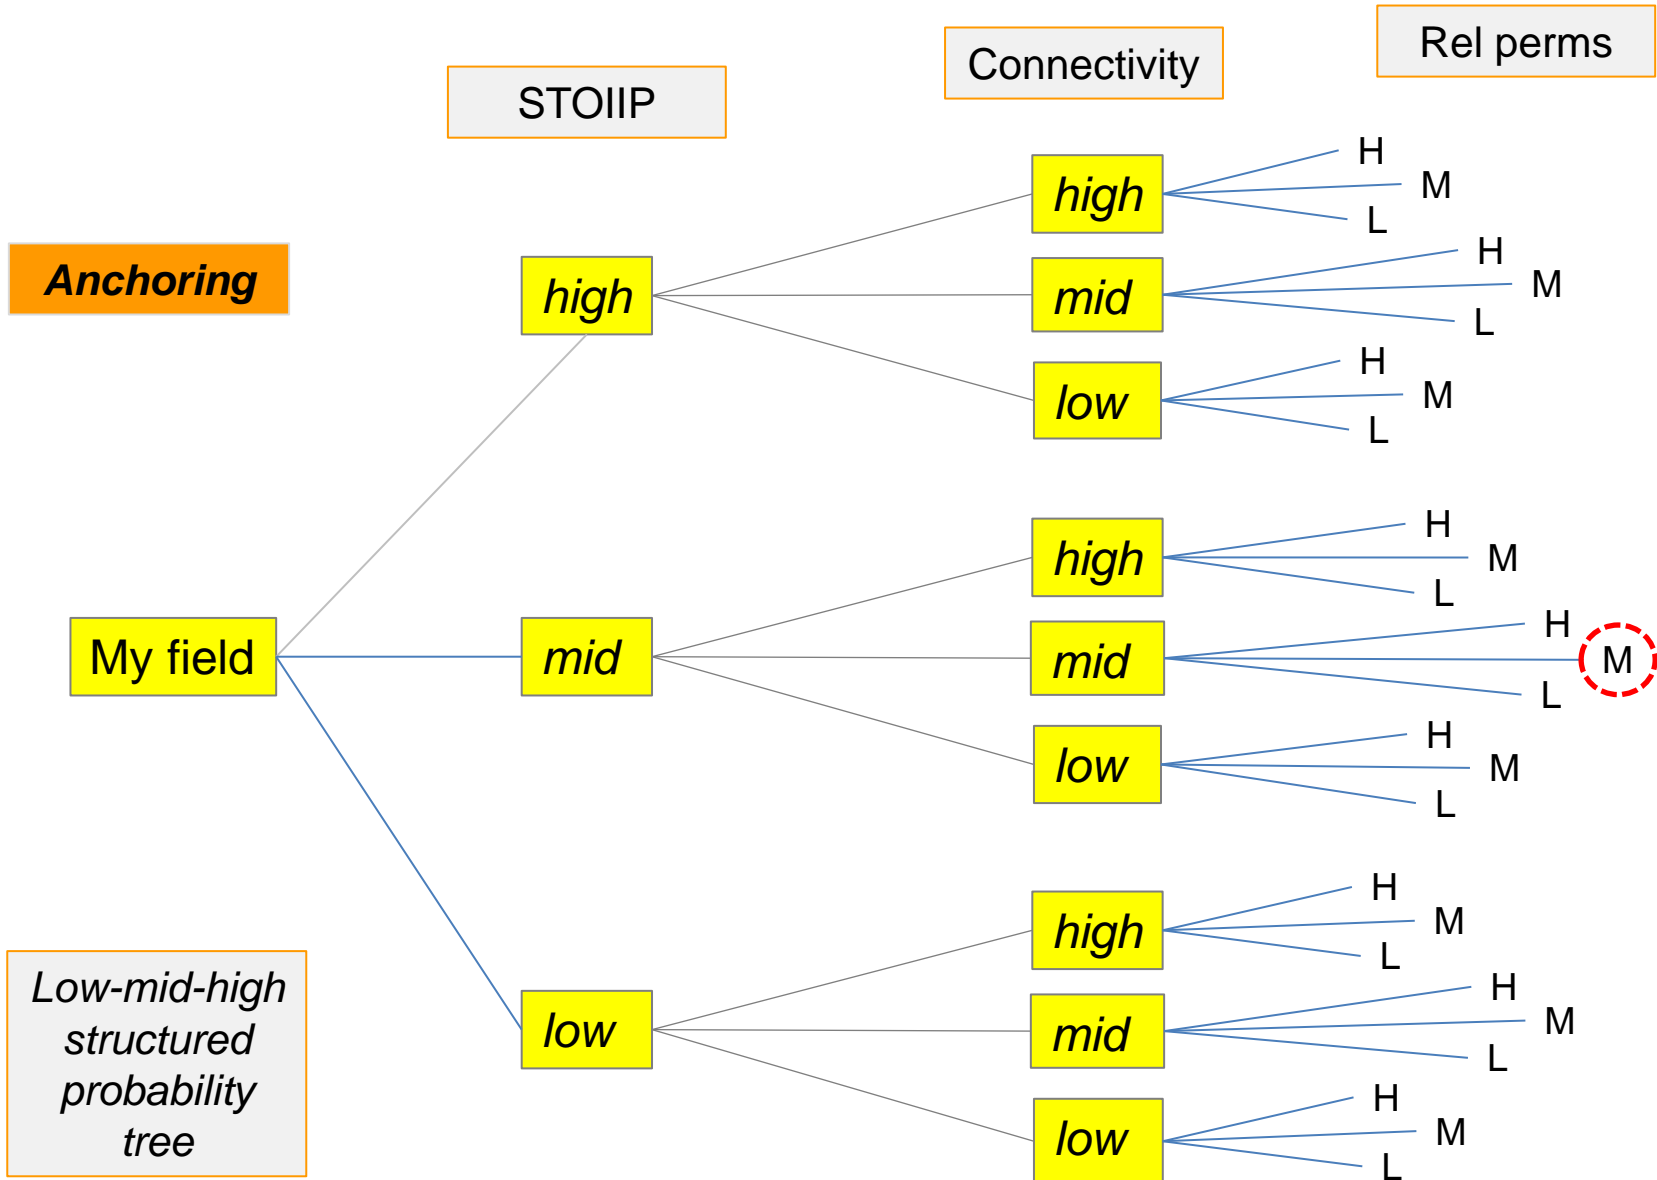 Rel perms
Connectivity
STOIIP
Anchoring
high
high
H
M
L
mid
H
M
L
low
H
M
L
My field
mid
high
H
M
L
mid
H
M
L
low
H
M
L
low
high
H
M
L
mid
H
M
L
low
H
M
L
Low-mid-high
structured
probability
tree